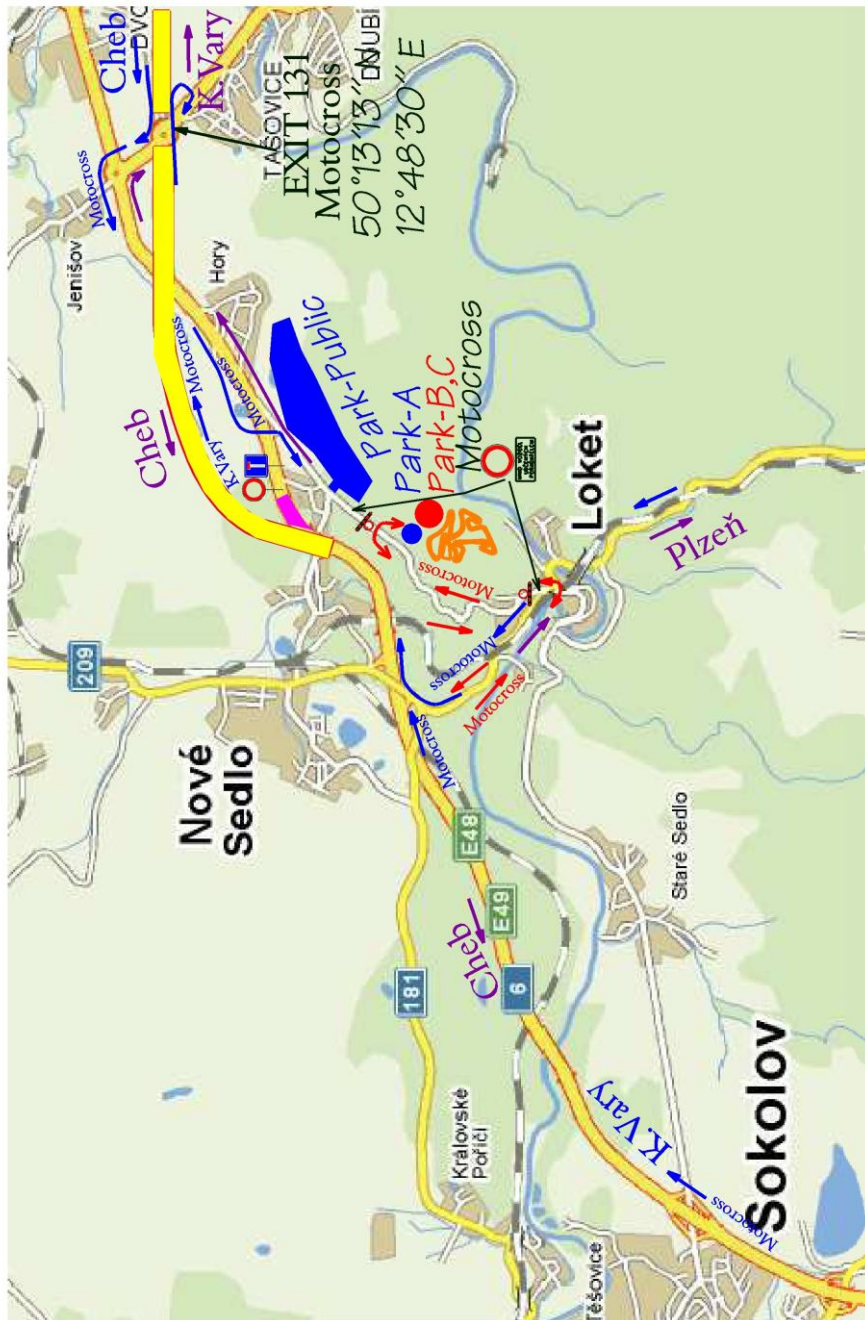 Cheb
DVO
K.Vary
Motocross
Jenišov
TAŠOVICE
DOUBÍ
EXIT 131
Motocross
50°13'13" N
12°48'30" E
Hory
Cheb
Motocross
K.Vary
Motocross
Park-Public
Park-A
Park-B,C
Motocross
Motocross
Loket
Plzeň
Motocross
Motocross
Motocross
209
Nové
Sedlo
E48
E49
Cheb
6
181
Staré Sedlo
Královské
Poříčí
K.Vary
Motocross
Sokolov
Těšovice